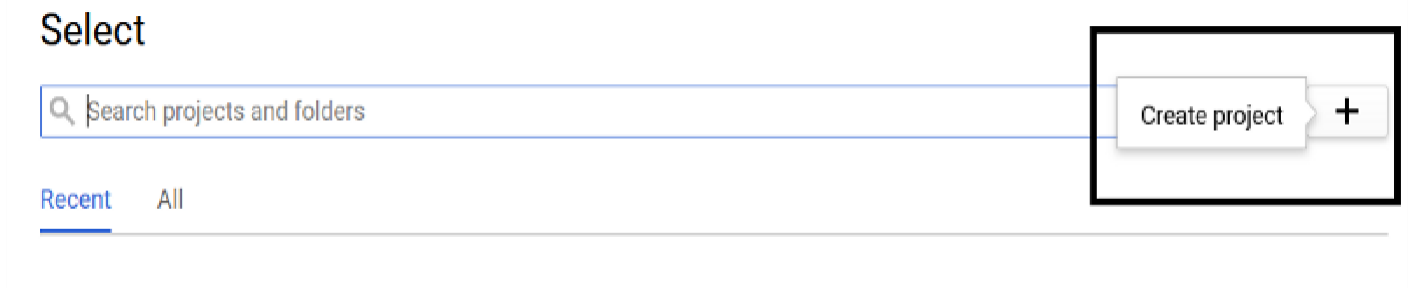 Select
Search projects and folders
Create project
+
Recent
All